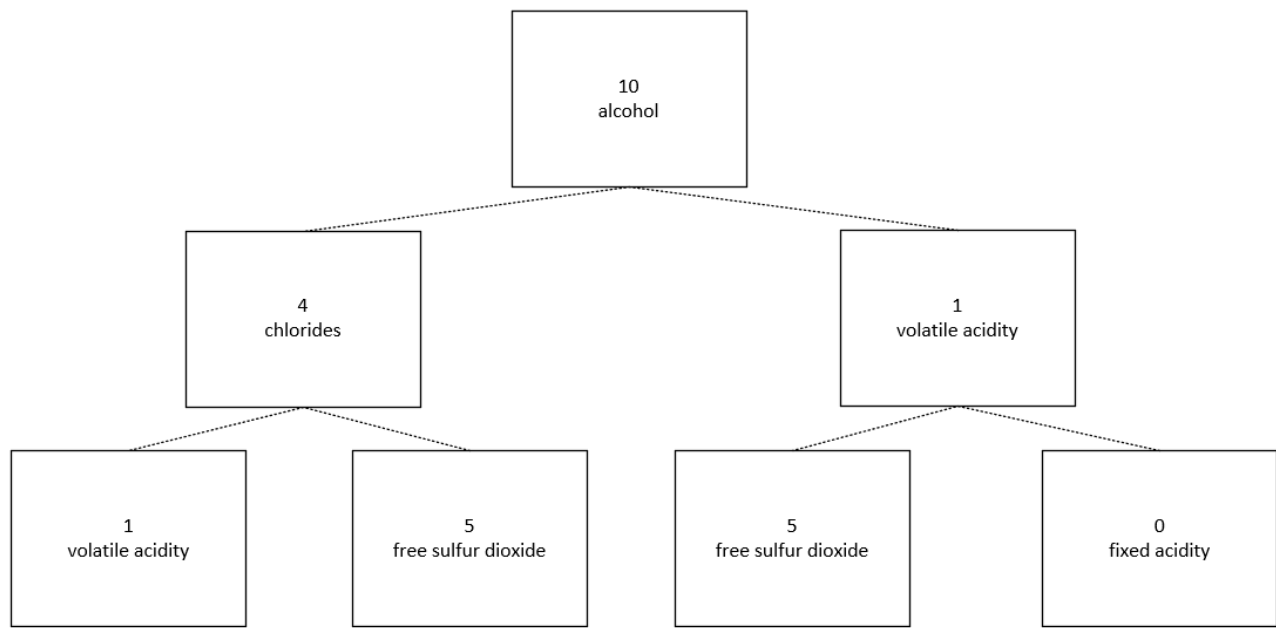 10
alcohol
4
chlorides
1
volatile acidity
1
volatile acidity
5
free sulfur dioxide
5
free sulfur dioxide
0
fixed acidity